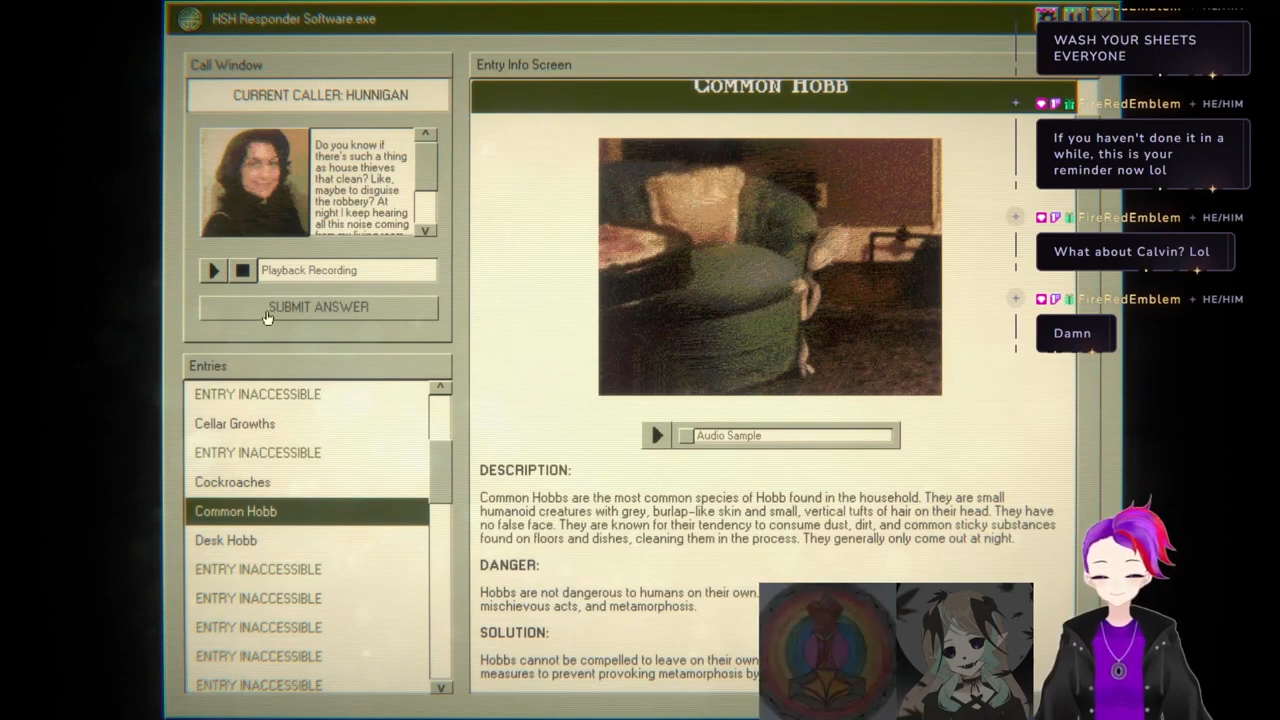 HSH Responder Software.exe
Call Window
CURRENT CALLER: HUNNIGAN
Do you know if
there's such a thing
as house thieves
that clean? Like,
maybe to disguise
the robbery? At
night I keep hearing
all this noise coming
from my living room
Playback Recording
SUBMIT ANSWER
Entries
ENTRY INACCESSIBLE
Cellar Growths
ENTRY INACCESSIBLE
Cockroaches
Common Hobb
Desk Hobb
ENTRY INACCESSIBLE
ENTRY INACCESSIBLE
ENTRY INACCESSIBLE
ENTRY INACCESSIBLE
ENTRY INACCESSIBLE
Entry Info Screen
COMMON HOBB
Audio Sample
DESCRIPTION:
Common Hobbs are the most common species of Hobb found in the household. They are small
humanoid creatures with grey, burlap-like skin and small, vertical tufts of hair on their head. They have
no false face. They are known for their tendency to consume dust, dirt, and common sticky substances
found on floors and dishes, cleaning them in the process. They generally only come out at night.
DANGER:
Hobbs are not dangerous to humans on their own.
mischievous acts, and metamorphosis.
SOLUTION:
Hobbs cannot be compelled to leave on their own
measures to prevent provoking metamorphosis by
FireRedEmblem HE/HIM
WASH YOUR SHEETS
EVERYONE
FireRedEmblem HE/HIM
If you haven't done it in a
while, this is your
reminder now lol
FireRedEmblem HE/HIM
What about Calvin? Lol
FireRedEmblem HE/HIM
Damn